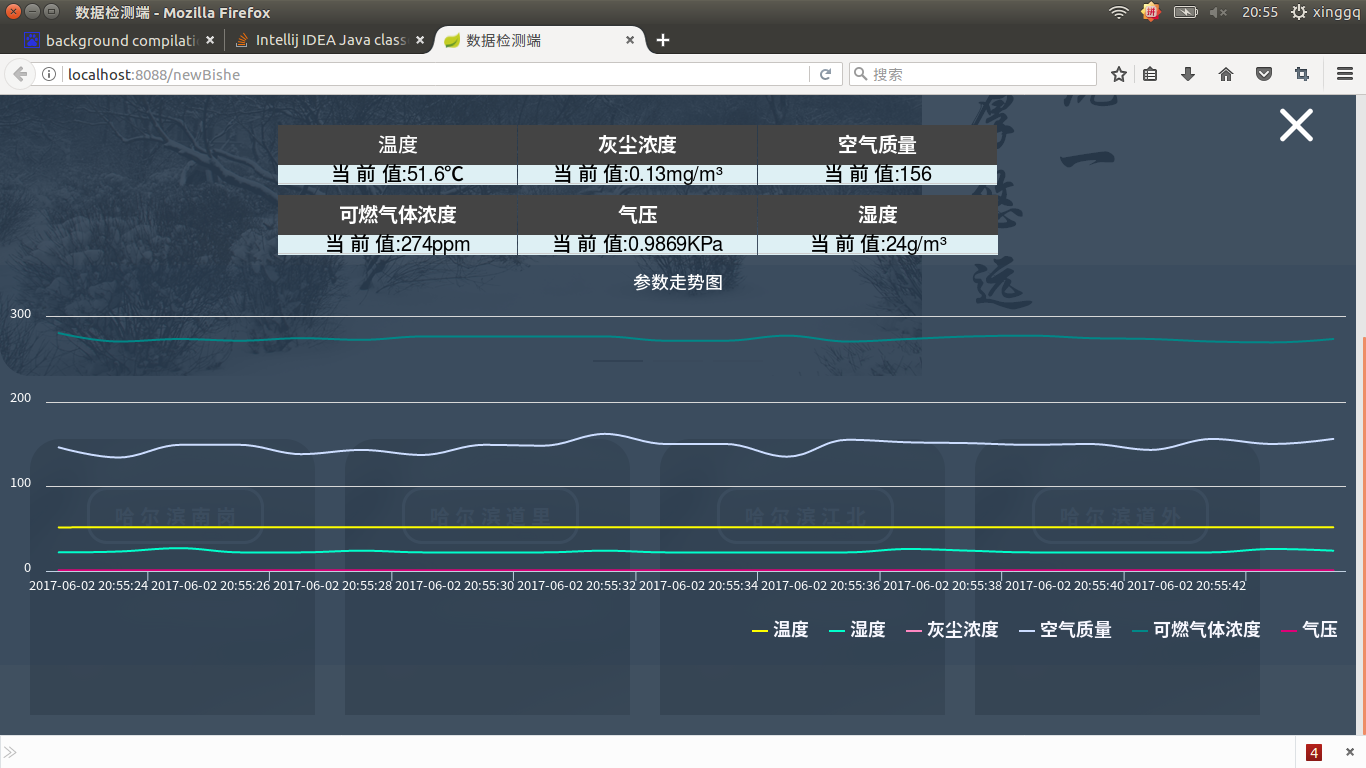 数据检测端 - Mozilla Firefox
20:55 xinggq
background compilati
Intellij IDEA Java class
数据检测端
localhost:8088/newBishe
搜索
温度 灰尘浓度 空气质量
当 前 值:51.6℃ 当 前 值:0.13mg/m³ 当 前 值:156
可燃气体浓度 气压 湿度
当 前 值:274ppm 当 前 值:0.9869KPa 当 前 值:24g/m³
参数走势图
300
200
100
哈尔滨南岗 哈尔滨道里 哈尔滨江北 哈尔滨道外
0
2017-06-02 20:55:24 2017-06-02 20:55:26 2017-06-02 20:55:28 2017-06-02 20:55:30 2017-06-02 20:55:32 2017-06-02 20:55:34 2017-06-02 20:55:36 2017-06-02 20:55:38 2017-06-02 20:55:40 2017-06-02 20:55:42
温度 湿度 灰尘浓度 空气质量 可燃气体浓度 气压
4